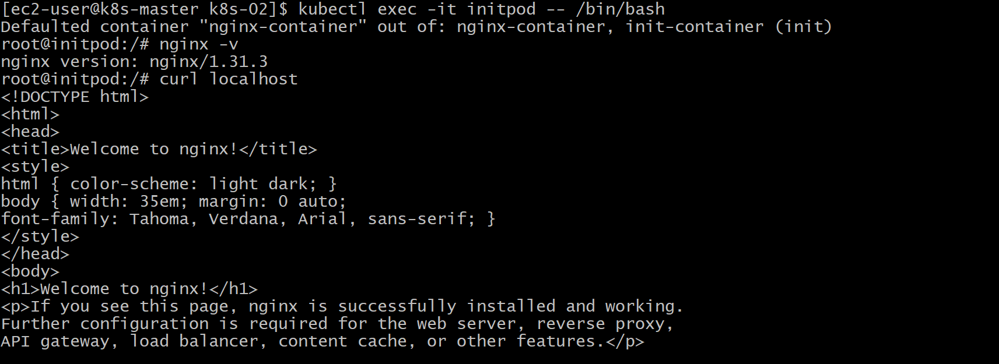 [ec2-user@k8s-master k8s-02]$ kubectl exec -it initpod -- /bin/bash
Defaulted container "nginx-container" out of: nginx-container, init-container (init)
root@initpod:/# nginx -v
nginx version: nginx/1.31.3
root@initpod:/# curl localhost
<!DOCTYPE html>
<html>
<head>
<title>Welcome to nginx!</title>
<style>
html { color-scheme: light dark; }
body { width: 35em; margin: 0 auto;
font-family: Tahoma, Verdana, Arial, sans-serif; }
</style>
</head>
<body>
<h1>Welcome to nginx!</h1>
<p>If you see this page, nginx is successfully installed and working.
Further configuration is required for the web server, reverse proxy,
API gateway, load balancer, content cache, or other features.</p>